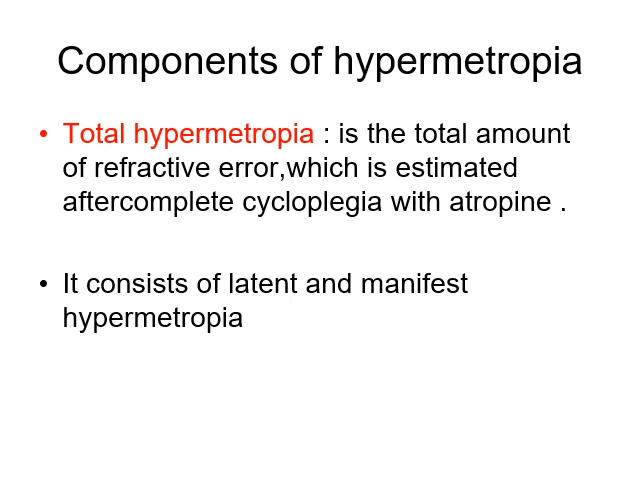 Components of hypermetropia
• Total hypermetropia : is the total amount
of refractive error,which is estimated
aftercomplete cycloplegia with atropine .
• It consists of latent and manifest
hypermetropia